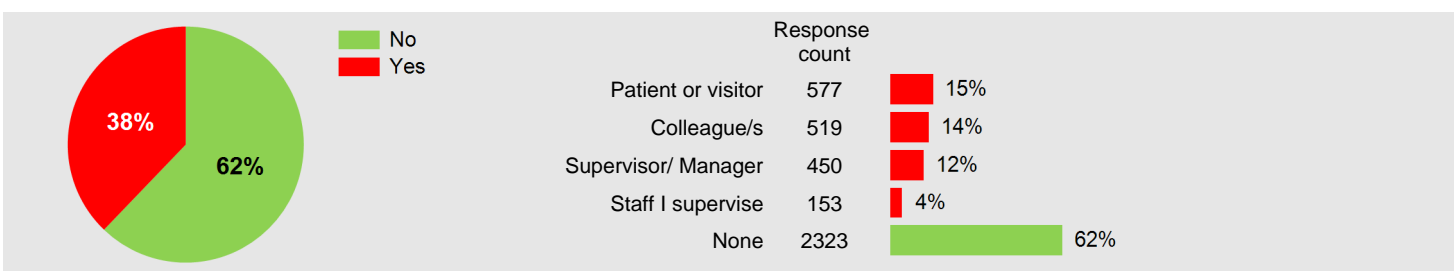 No
Yes
38%
62%
Response
count
Patient or visitor 577 15%
Colleague/s 519 14%
Supervisor/ Manager 450 12%
Staff I supervise 153 4%
None 2323 62%